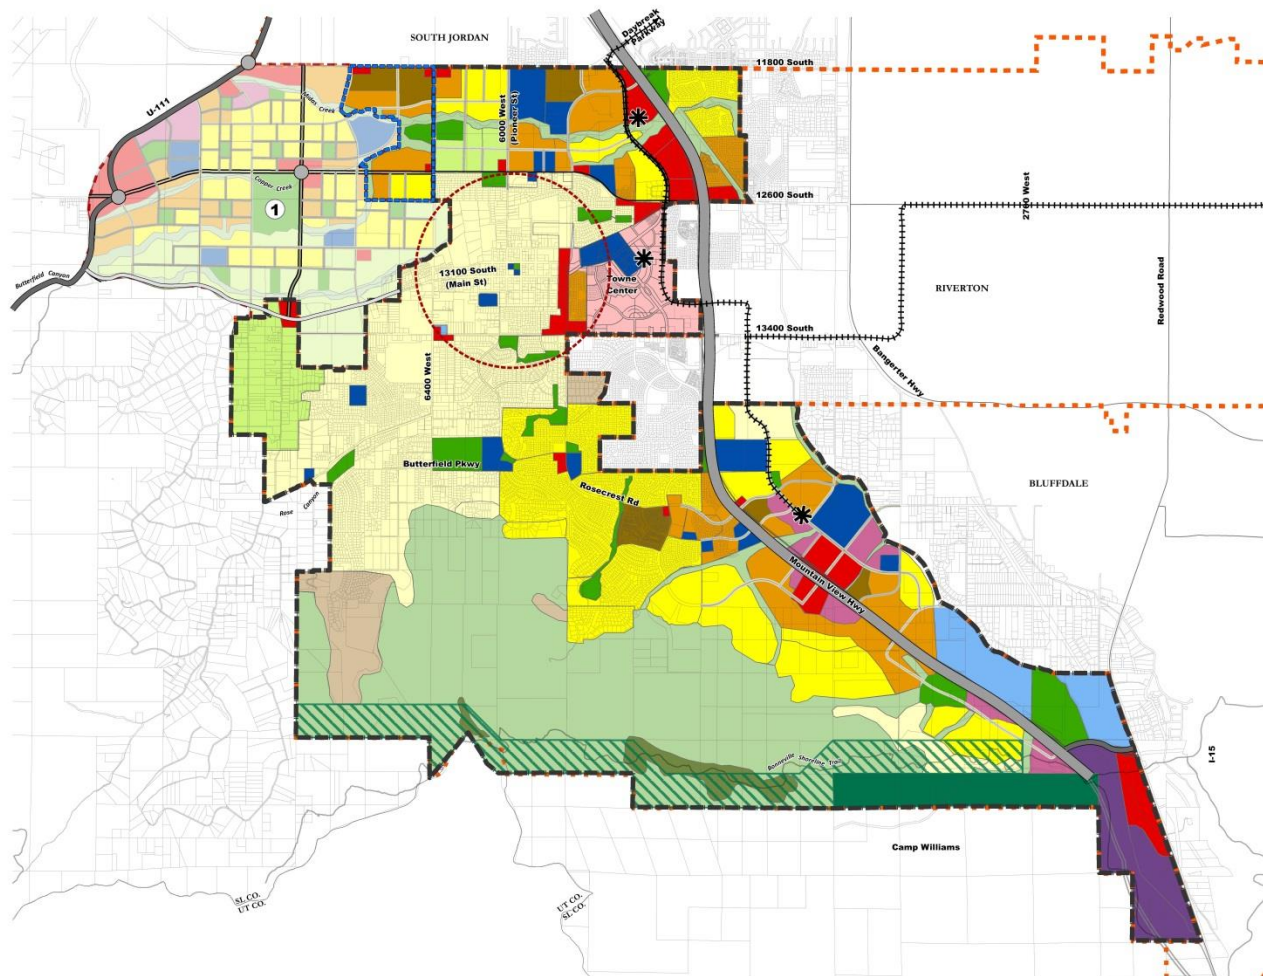 SOUTH JORDAN
Daybreak
Parkway
11800 South
U-111
Midas Creek
6000 West
(Pioneer St)
Copper Creek
12600 South
2700 West
1
Butterfield Canyon
13100 South
(Main St)
Towne
Center
RIVERTON
Redwood Road
13400 South
Bangerter Hwy
6400 West
Butterfield Pkwy
Rosecrest Rd
Rose Canyon
BLUFFDALE
Mountain View Hwy
Bonneville Shoreline Trail
I-15
Camp Williams
SL CO.
UT CO.
UT CO.
SL CO.